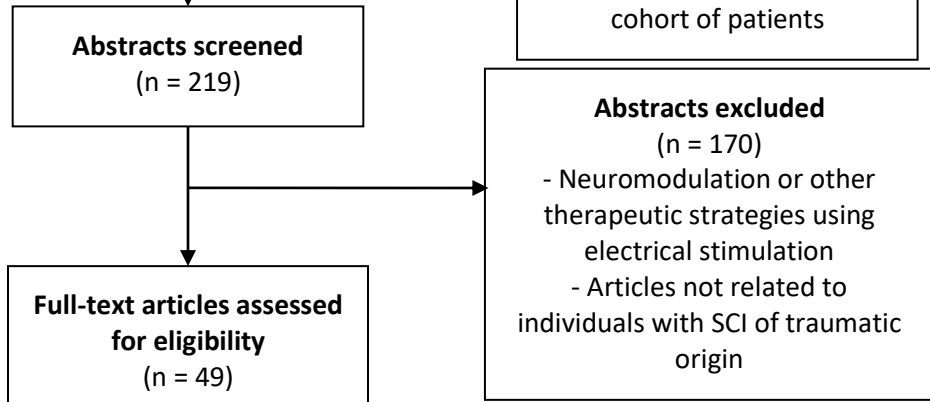 cohort of patients
Abstracts screened
(n = 219)
Abstracts excluded
(n = 170)
- Neuromodulation or other
therapeutic strategies using
electrical stimulation
- Articles not related to
individuals with SCI of traumatic
origin
Full-text articles assessed
for eligibility
(n = 49)